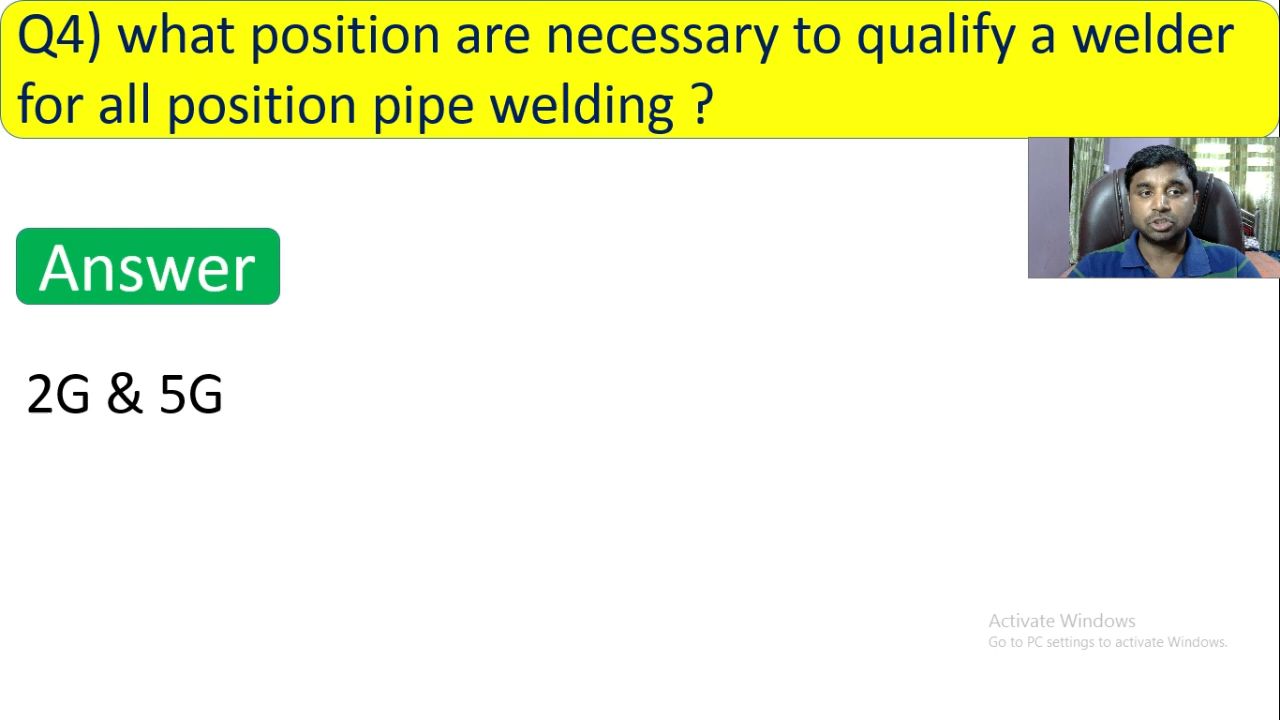 Q4) what position are necessary to qualify a welder
for all position pipe welding ?
Answer
2G & 5G
Activate Windows
Go to PC settings to activate Windows.